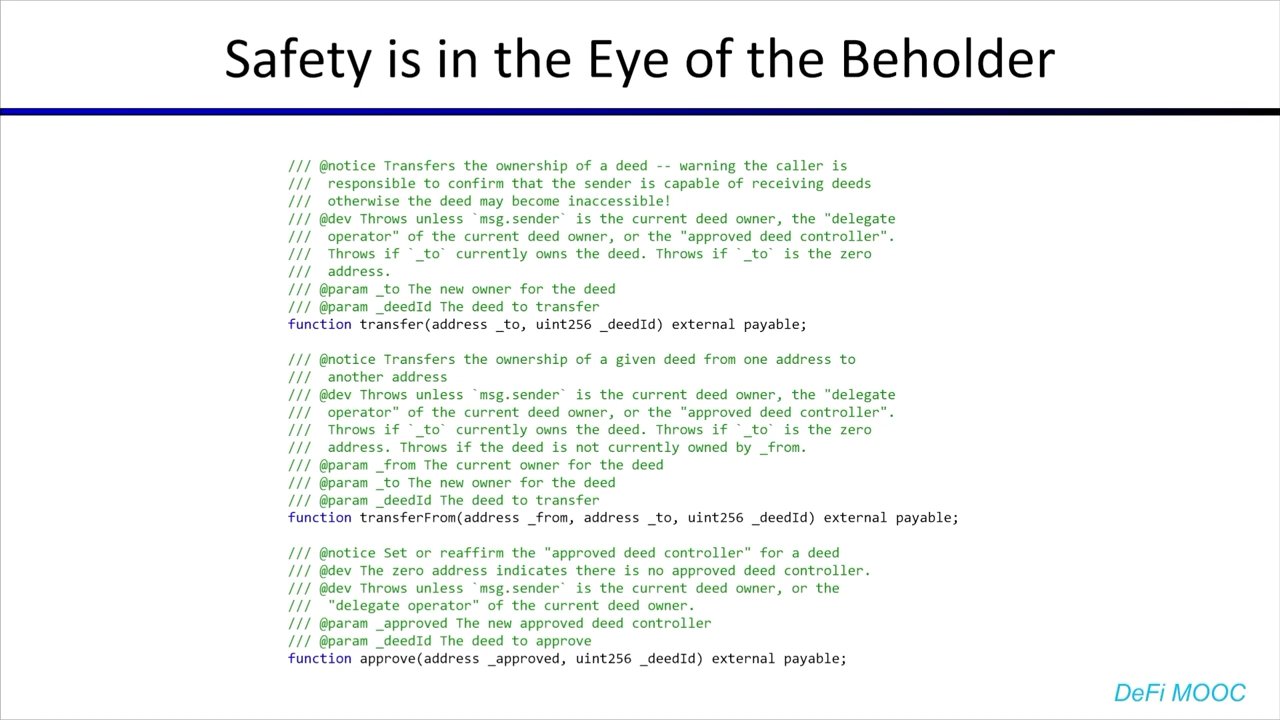 Safety is in the Eye of the Beholder
/// @notice Transfers the ownership of a deed -- warning the caller is
///  responsible to confirm that the sender is capable of receiving deeds
///  otherwise the deed may become inaccessible!
/// @dev Throws unless `msg.sender` is the current deed owner, the "delegate
///  operator" of the current deed owner, or the "approved deed controller".
///  Throws if `_to` currently owns the deed. Throws if `_to` is the zero
///  address.
/// @param _to The new owner for the deed
/// @param _deedId The deed to transfer
function transfer(address _to, uint256 _deedId) external payable;
/// @notice Transfers the ownership of a given deed from one address to
///  another address
/// @dev Throws unless `msg.sender` is the current deed owner, the "delegate
///  operator" of the current deed owner, or the "approved deed controller".
///  Throws if `_to` currently owns the deed. Throws if `_to` is the zero
///  address. Throws if the deed is not currently owned by _from.
/// @param _from The current owner for the deed
/// @param _to The new owner for the deed
/// @param _deedId The deed to transfer
function transferFrom(address _from, address _to, uint256 _deedId) external payable;
/// @notice Set or reaffirm the "approved deed controller" for a deed
/// @dev The zero address indicates there is no approved deed controller.
/// @dev Throws unless `msg.sender` is the current deed owner, or the
///  "delegate operator" of the current deed owner.
/// @param _approved The new approved deed controller
/// @param _deedId The deed to approve
function approve(address _approved, uint256 _deedId) external payable;
DeFi MOOC